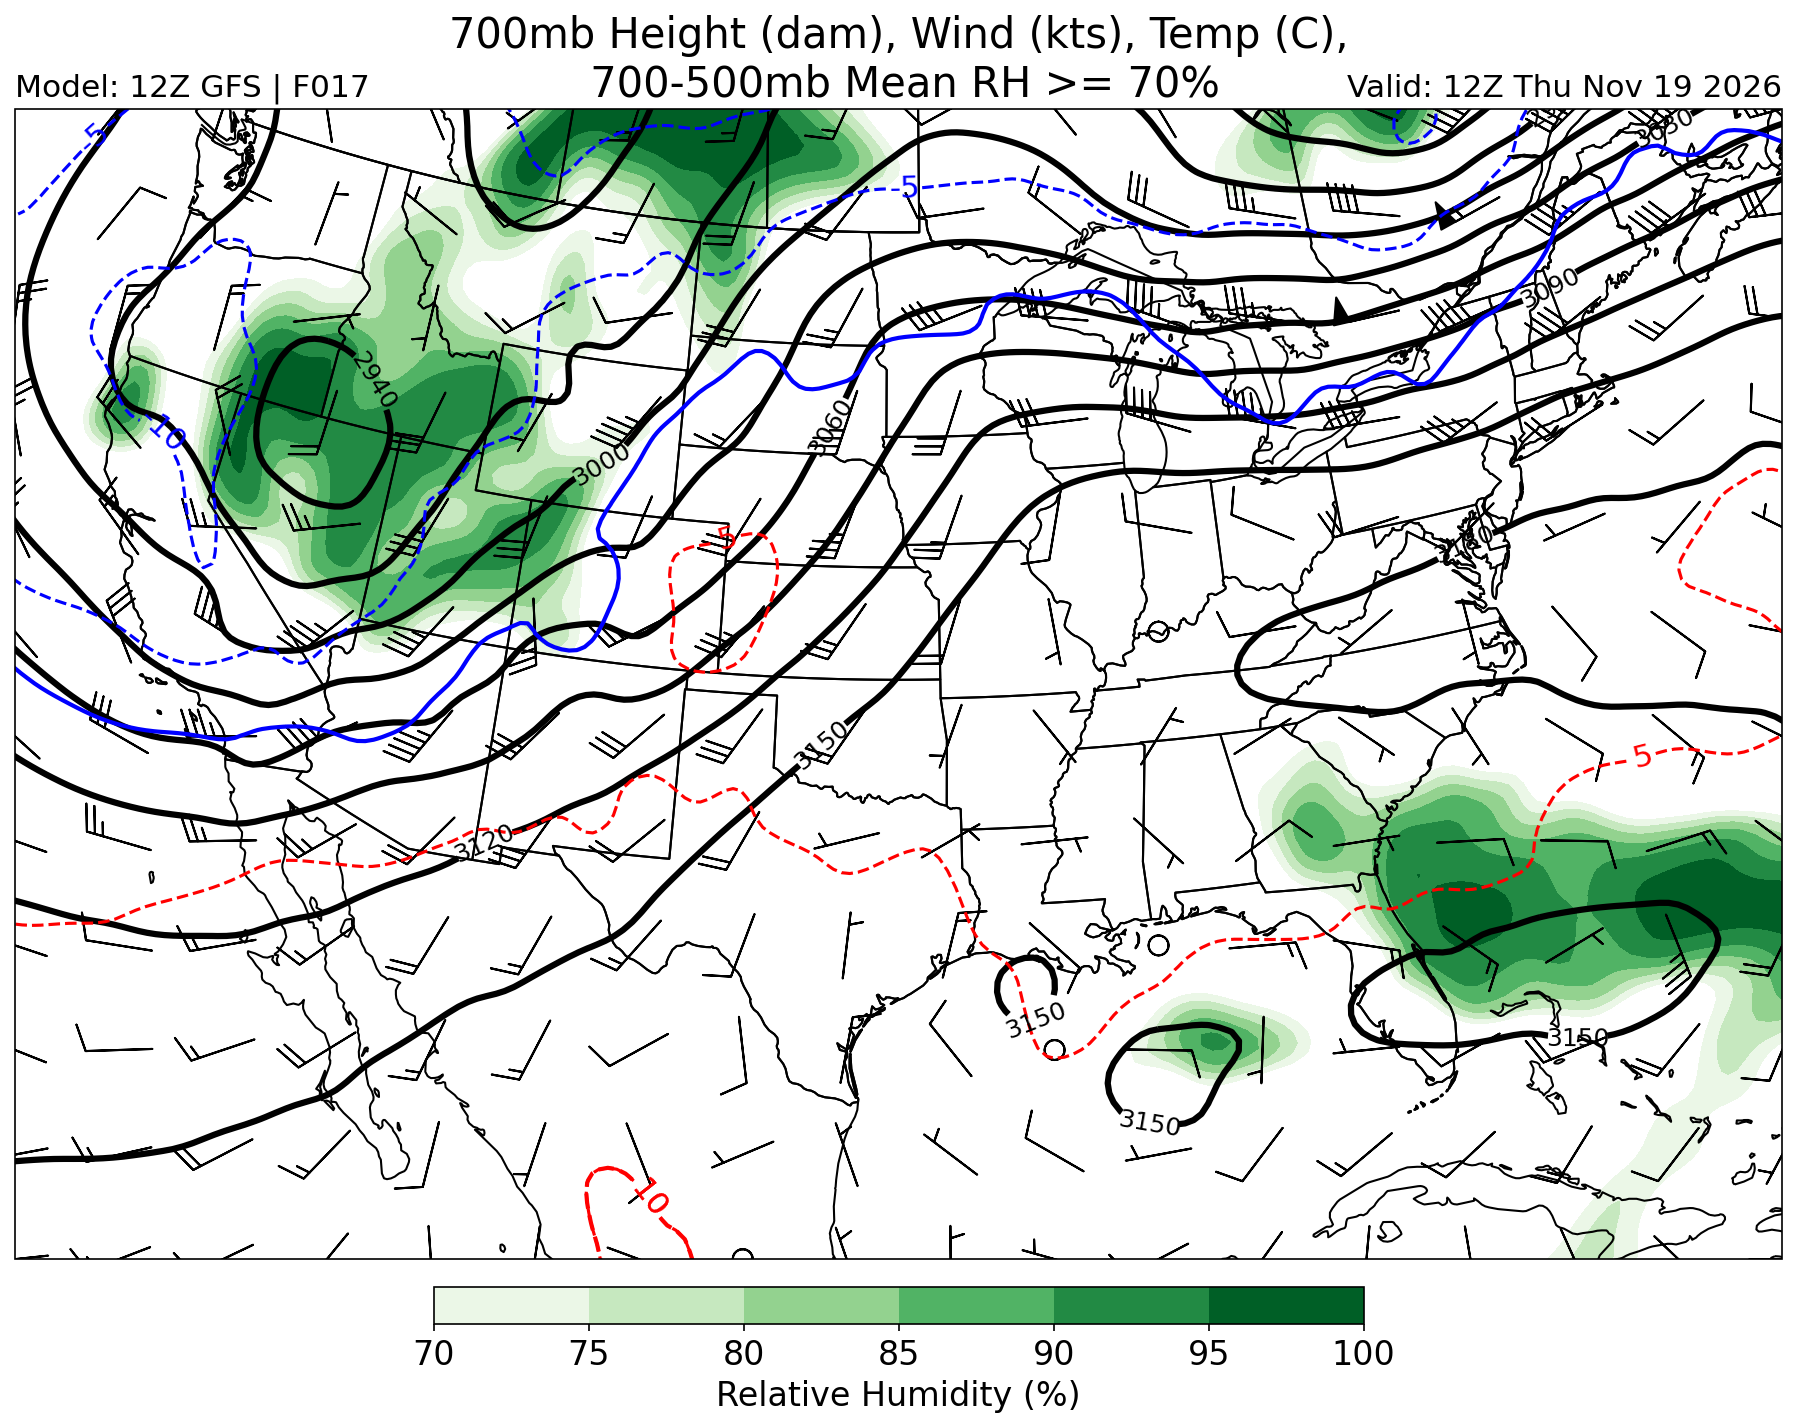 700mb Height (dam), Wind (kts), Temp (C),
700-500mb Mean RH >= 70%
Model: 12Z GFS | F017
Valid: 12Z Thu Nov 19 2026
-5
3030
-5
3090
2940
3060
-10
3000
5
3150
5
3120
3150
3150
3150
10
70 75 80 85 90 95 100
Relative Humidity (%)